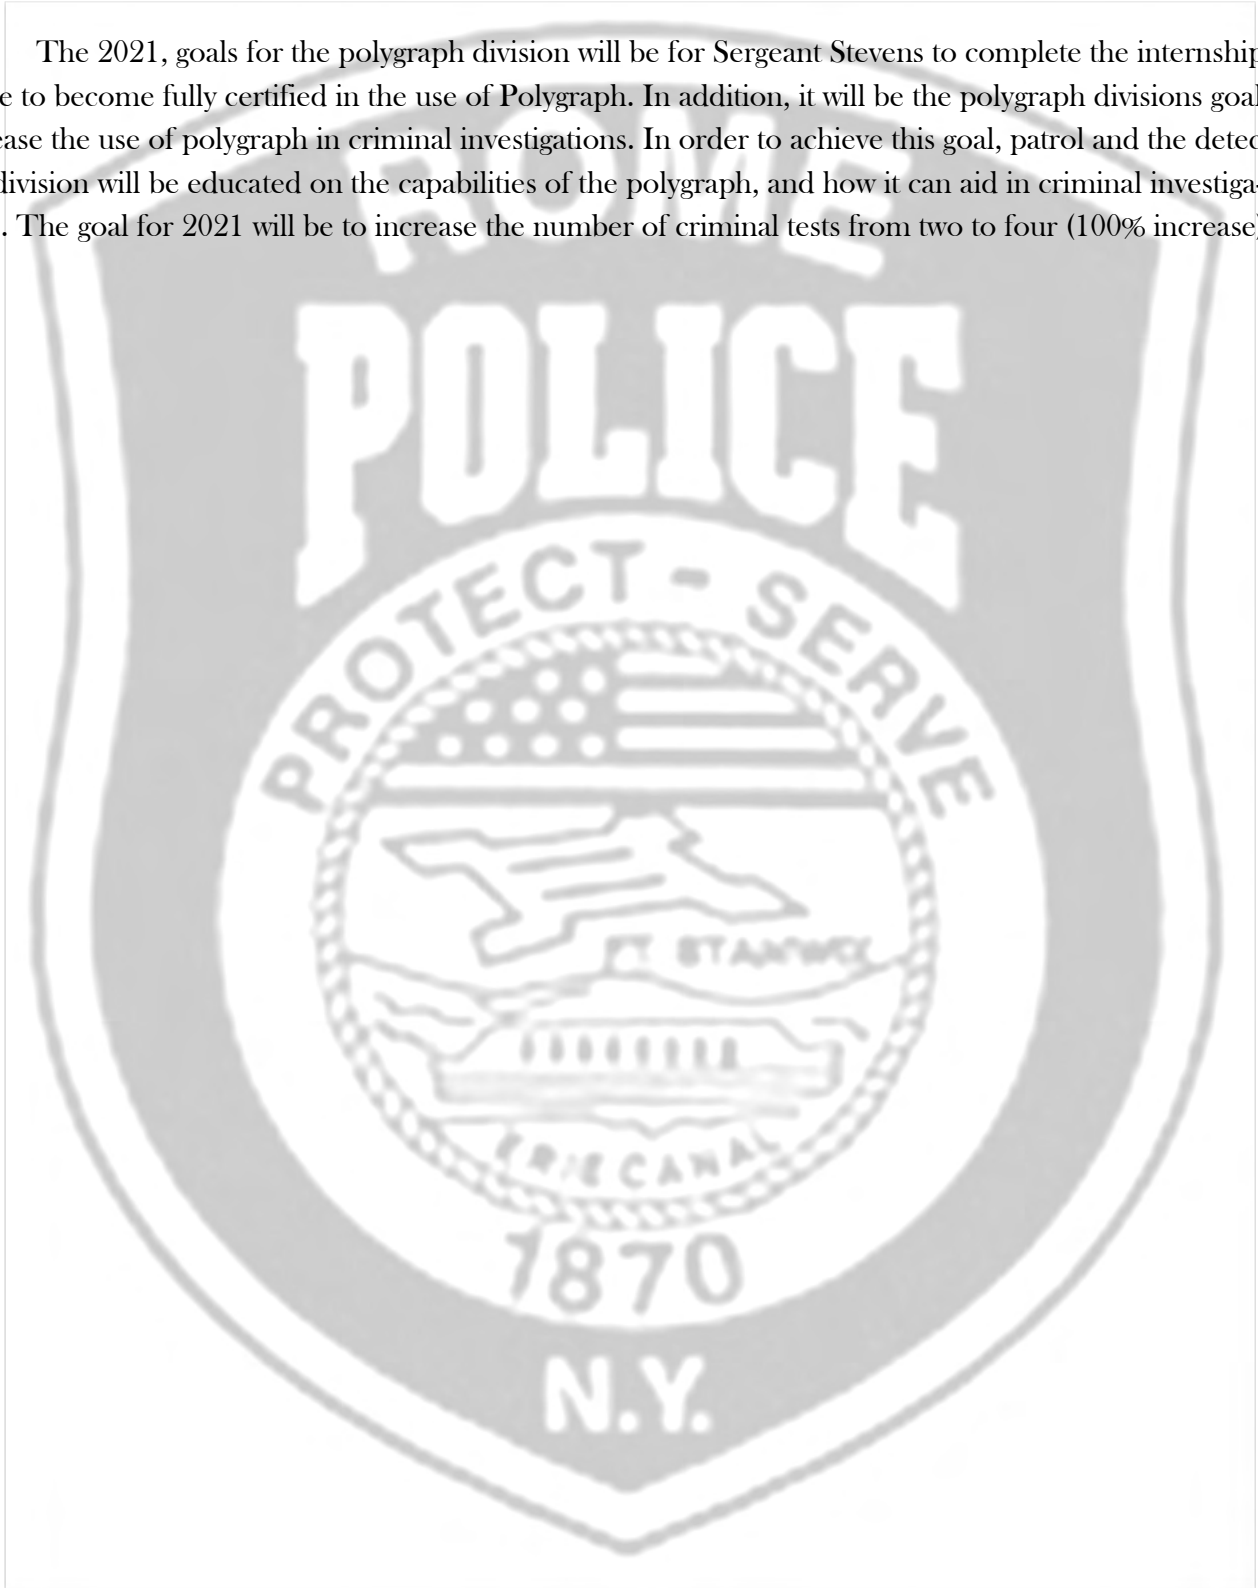 The 2021, goals for the polygraph division will be for Sergeant Stevens to complete the internship
e to become fully certified in the use of Polygraph. In addition, it will be the polygraph divisions goal
ease the use of polygraph in criminal investigations. In order to achieve this goal, patrol and the detec
division will be educated on the capabilities of the polygraph, and how it can aid in criminal investiga-
. The goal for 2021 will be to increase the number of criminal tests from two to four (100% increase)
ROME
POLICE
PROTECT - SERVE
FT STANWIX
ERIE CANAL
1870
N.Y.